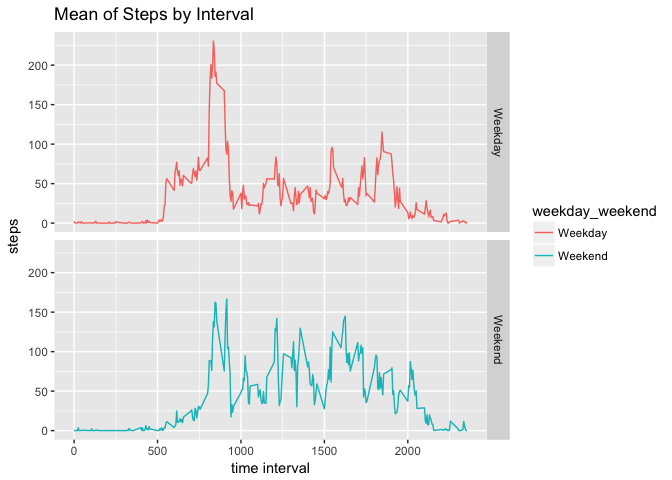 Mean of Steps by Interval
steps
200
150
100
50
0
Weekday
200
150
100
50
0
Weekend
0
500
1000
1500
2000
time interval
weekday_weekend
Weekday
Weekend